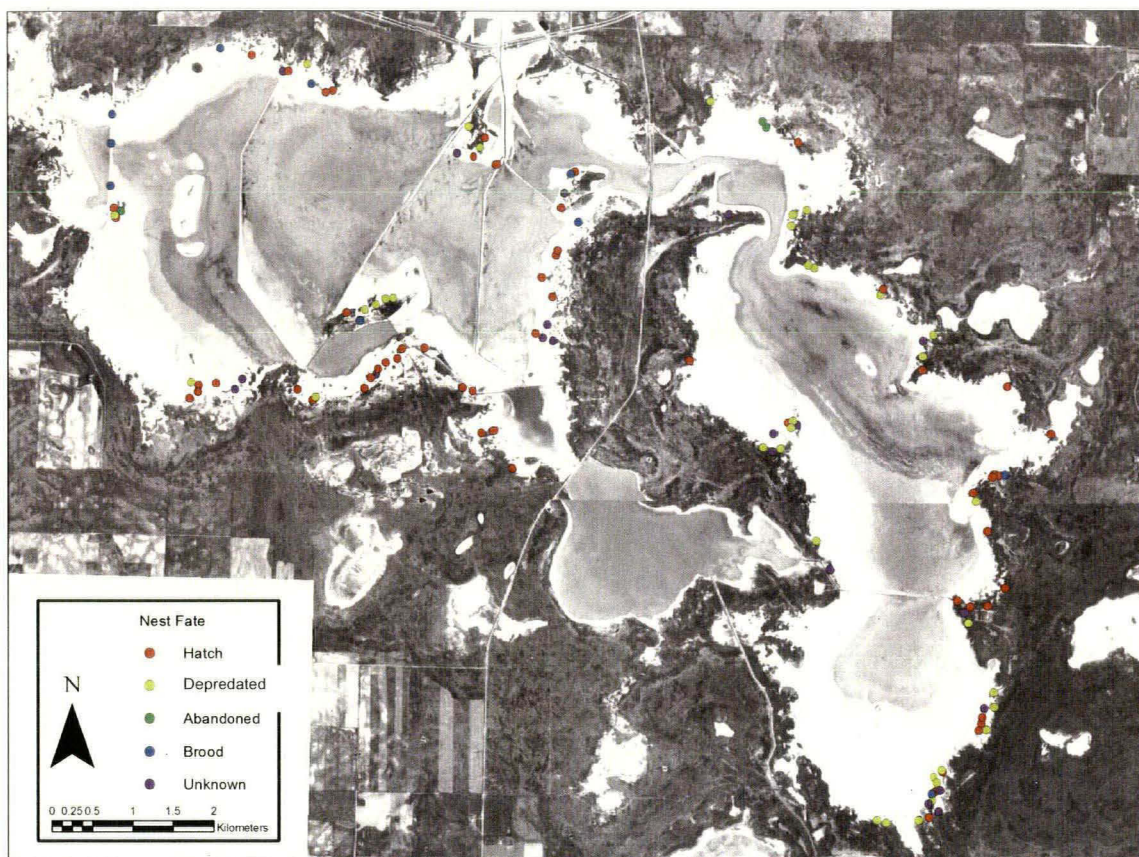 Nest Fate
Hatch
Depredated
Abandoned
Brood
Unknown
N
0 0.25 0.5 1 1.5 2
Kilometers